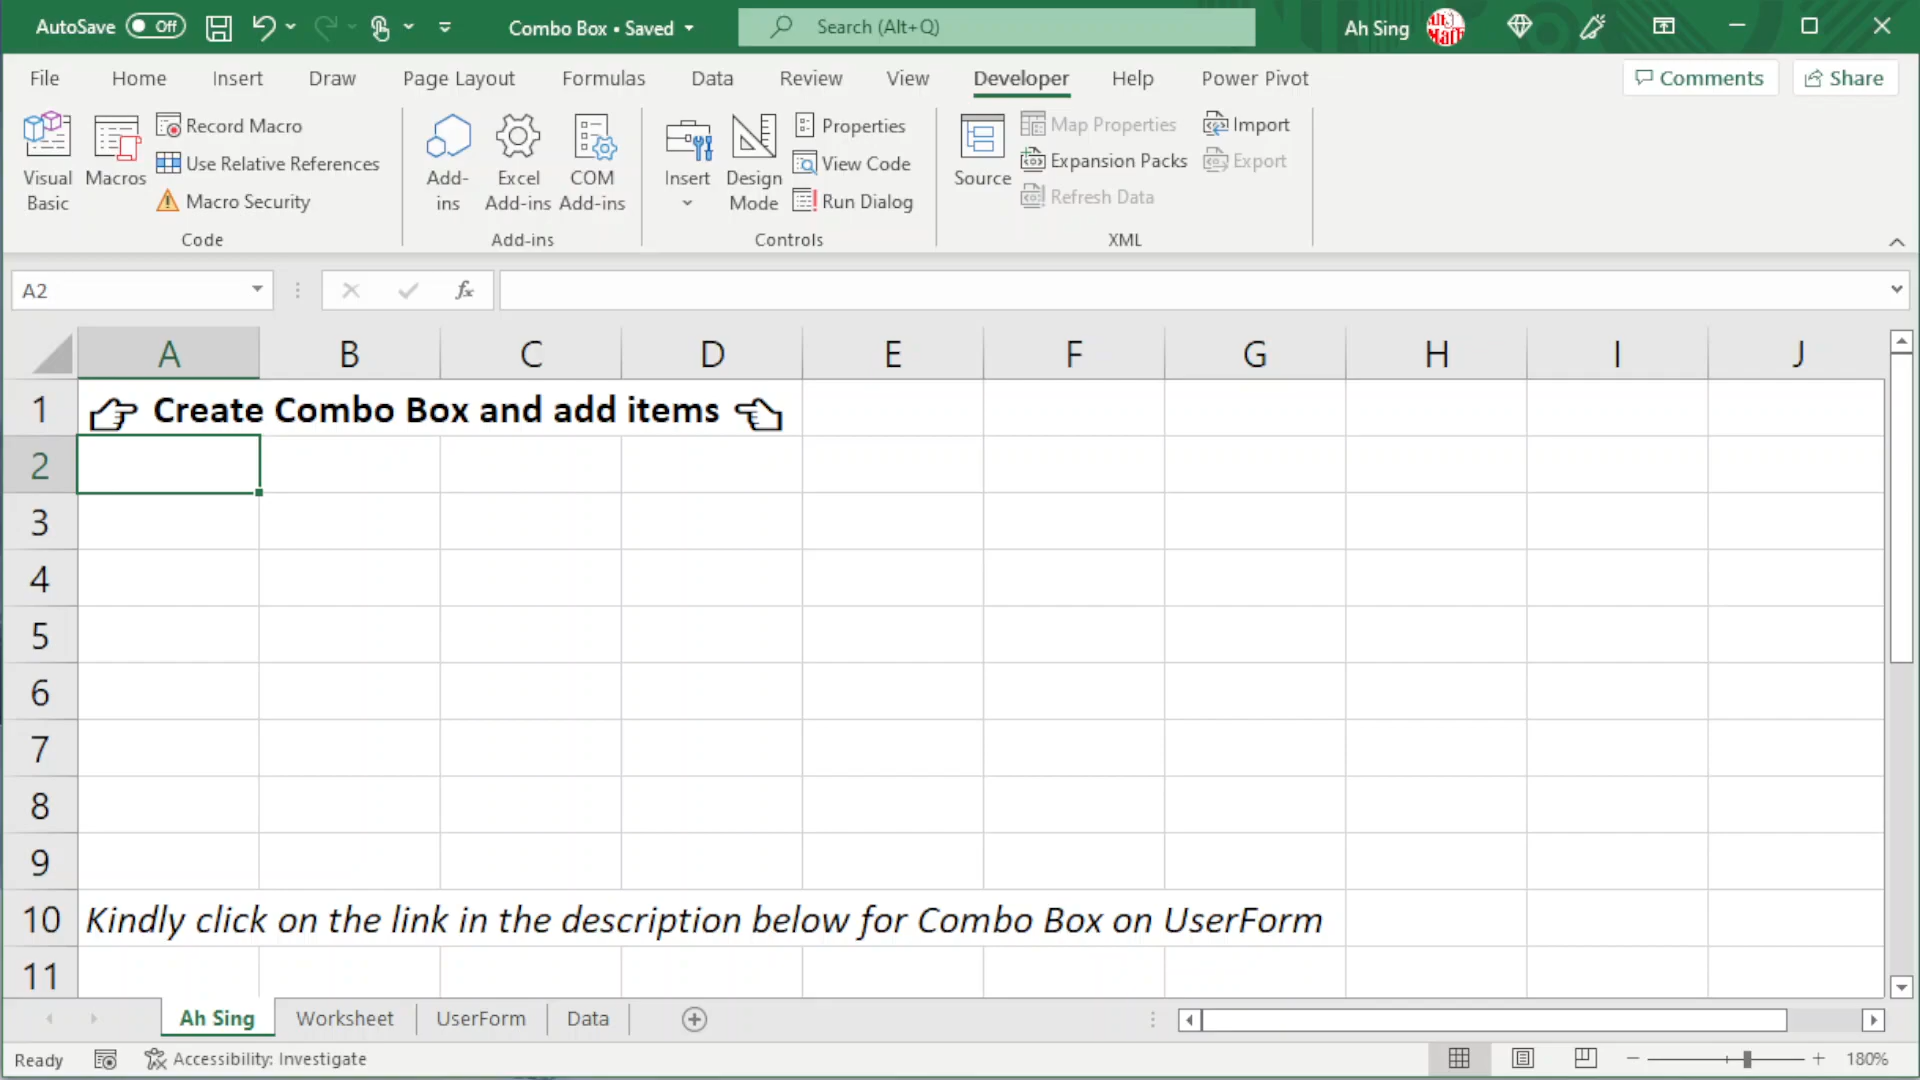 AutoSave Off Combo Box • Saved Search (Alt+Q) Ah Sing
File Home Insert Draw Page Layout Formulas Data Review View Developer Help Power Pivot Comments Share
Visual Basic
Macros
Record Macro
Use Relative References
Macro Security
Code
Add-ins
Excel Add-ins
COM Add-ins
Add-ins
Insert
Design Mode
Properties
View Code
Run Dialog
Controls
Source
Map Properties
Expansion Packs
Refresh Data
Import
Export
XML
A2 fx
A B C D E F G H I J
1 Create Combo Box and add items
2
3
4
5
6
7
8
9
10 Kindly click on the link in the description below for Combo Box on UserForm
11
Ah Sing Worksheet UserForm Data
Ready Accessibility: Investigate 180%